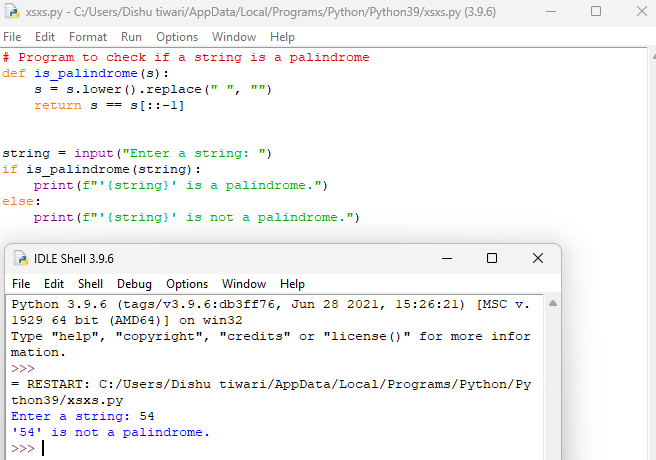 xsxs.py - C:/Users/Dishu tiwari/AppData/Local/Programs/Python/Python39/xsxs.py (3.9.6)
File Edit Format Run Options Window Help
# Program to check if a string is a palindrome
def is_palindrome(s):
    s = s.lower().replace(" ", "")
    return s == s[::-1]
string = input("Enter a string: ")
if is_palindrome(string):
    print(f"'{string}' is a palindrome.")
else:
    print(f"'{string}' is not a palindrome.")
IDLE Shell 3.9.6
File Edit Shell Debug Options Window Help
Python 3.9.6 (tags/v3.9.6:db3ff76, Jun 28 2021, 15:26:21) [MSC v.
1929 64 bit (AMD64)] on win32
Type "help", "copyright", "credits" or "license()" for more infor
mation.
>>>
= RESTART: C:/Users/Dishu tiwari/AppData/Local/Programs/Python/Py
thon39/xsxs.py
Enter a string: 54
'54' is not a palindrome.
>>>